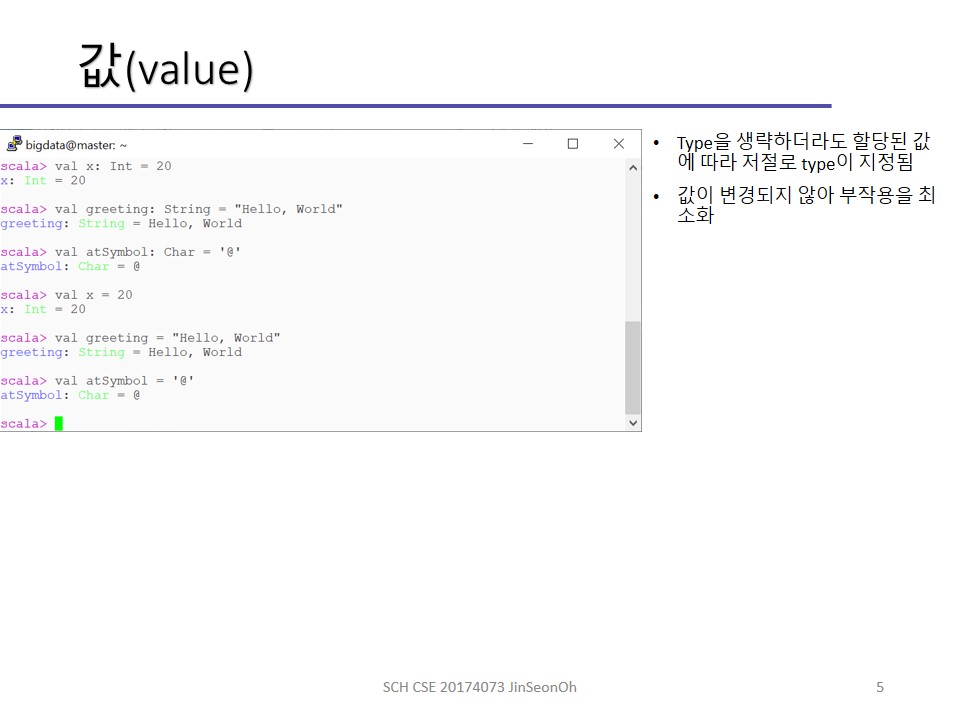 값(value)
bigdata@master: ~
scala> val x: Int = 20
x: Int = 20
scala> val greeting: String = "Hello, World"
greeting: String = Hello, World
scala> val atSymbol: Char = '@'
atSymbol: Char = @
scala> val x = 20
x: Int = 20
scala> val greeting = "Hello, World"
greeting: String = Hello, World
scala> val atSymbol = '@'
atSymbol: Char = @
scala>
• Type을 생략하더라도 할당된 값
에 따라 저절로 type이 지정됨
• 값이 변경되지 않아 부작용을 최
소화
SCH CSE 20174073 JinSeonOh
5